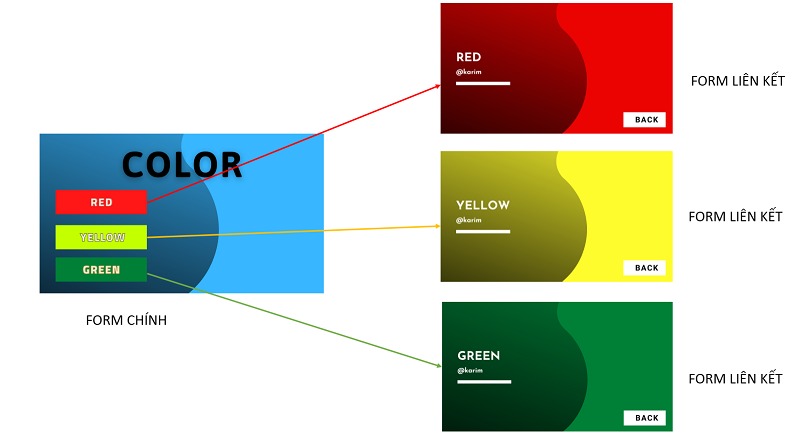 COLOR
RED
YELLOW
GREEN
FORM CHÍNH
RED
@karim
BACK
FORM LIÊN KẾT
YELLOW
@karim
BACK
FORM LIÊN KẾT
GREEN
@karim
BACK
FORM LIÊN KẾT